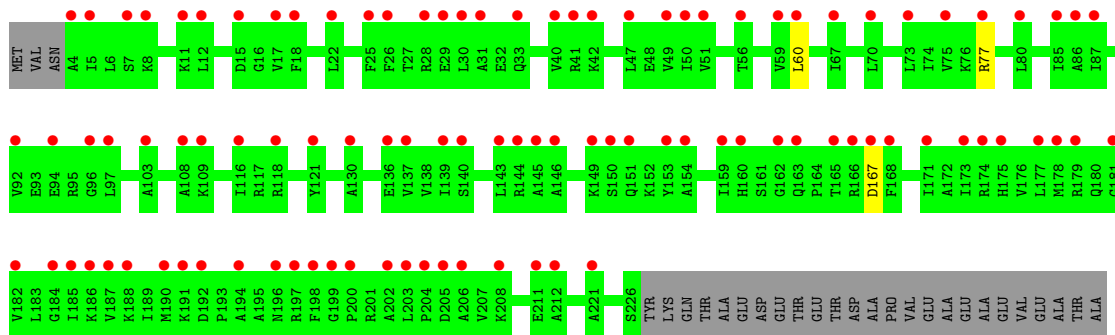 MET VAL ASN A4 I5 L6 S7 K8 K11 L12 D15 G16 V17 F18 L22 F25 F26 T27 R28 E29 L30 A31 E32 Q33 V40 R41 K42 L47 E48 V49 I50 V51 T56 V59 L60 I67 L70 L73 I74 V75 K76 R77 L80 I85 A86 I87
V92 E93 E94 R95 G96 L97 A103 A108 K109 I116 R117 R118 Y121 A130 E136 V137 V138 I139 S140 L143 R144 A145 A146 K149 S150 Q151 K152 Y153 A154 I159 H160 S161 G162 Q163 P164 T165 R166 D167 F168 I171 A172 I173 R174 H175 V176 L177 M178 R179 Q180 G181
V182 L183 G184 I185 K186 V187 K188 I189 M190 K191 D192 P193 A194 A195 N196 R197 F198 G199 P200 R201 A202 L203 P204 D205 A206 V207 K208 E211 A212 A221 S226 TYR LYS GLN THR ALA GLU ASP GLU THR GLU THR ASP ALA PRO VAL GLU ALA GLU ALA GLU VAL GLU ALA THR ALA